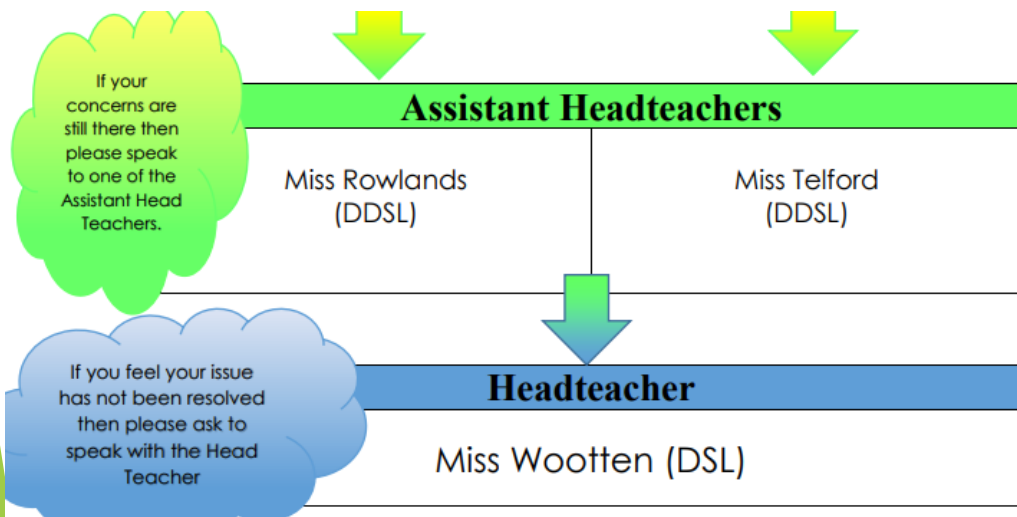 If your
concerns are
still there then
please speak
to one of the
Assistant Head
Teachers.
Assistant Headteachers
Miss Rowlands
(DDSL)
Miss Telford
(DDSL)
If you feel your issue
has not been resolved
then please ask to
speak with the Head
Teacher
Headteacher
Miss Wootten (DSL)